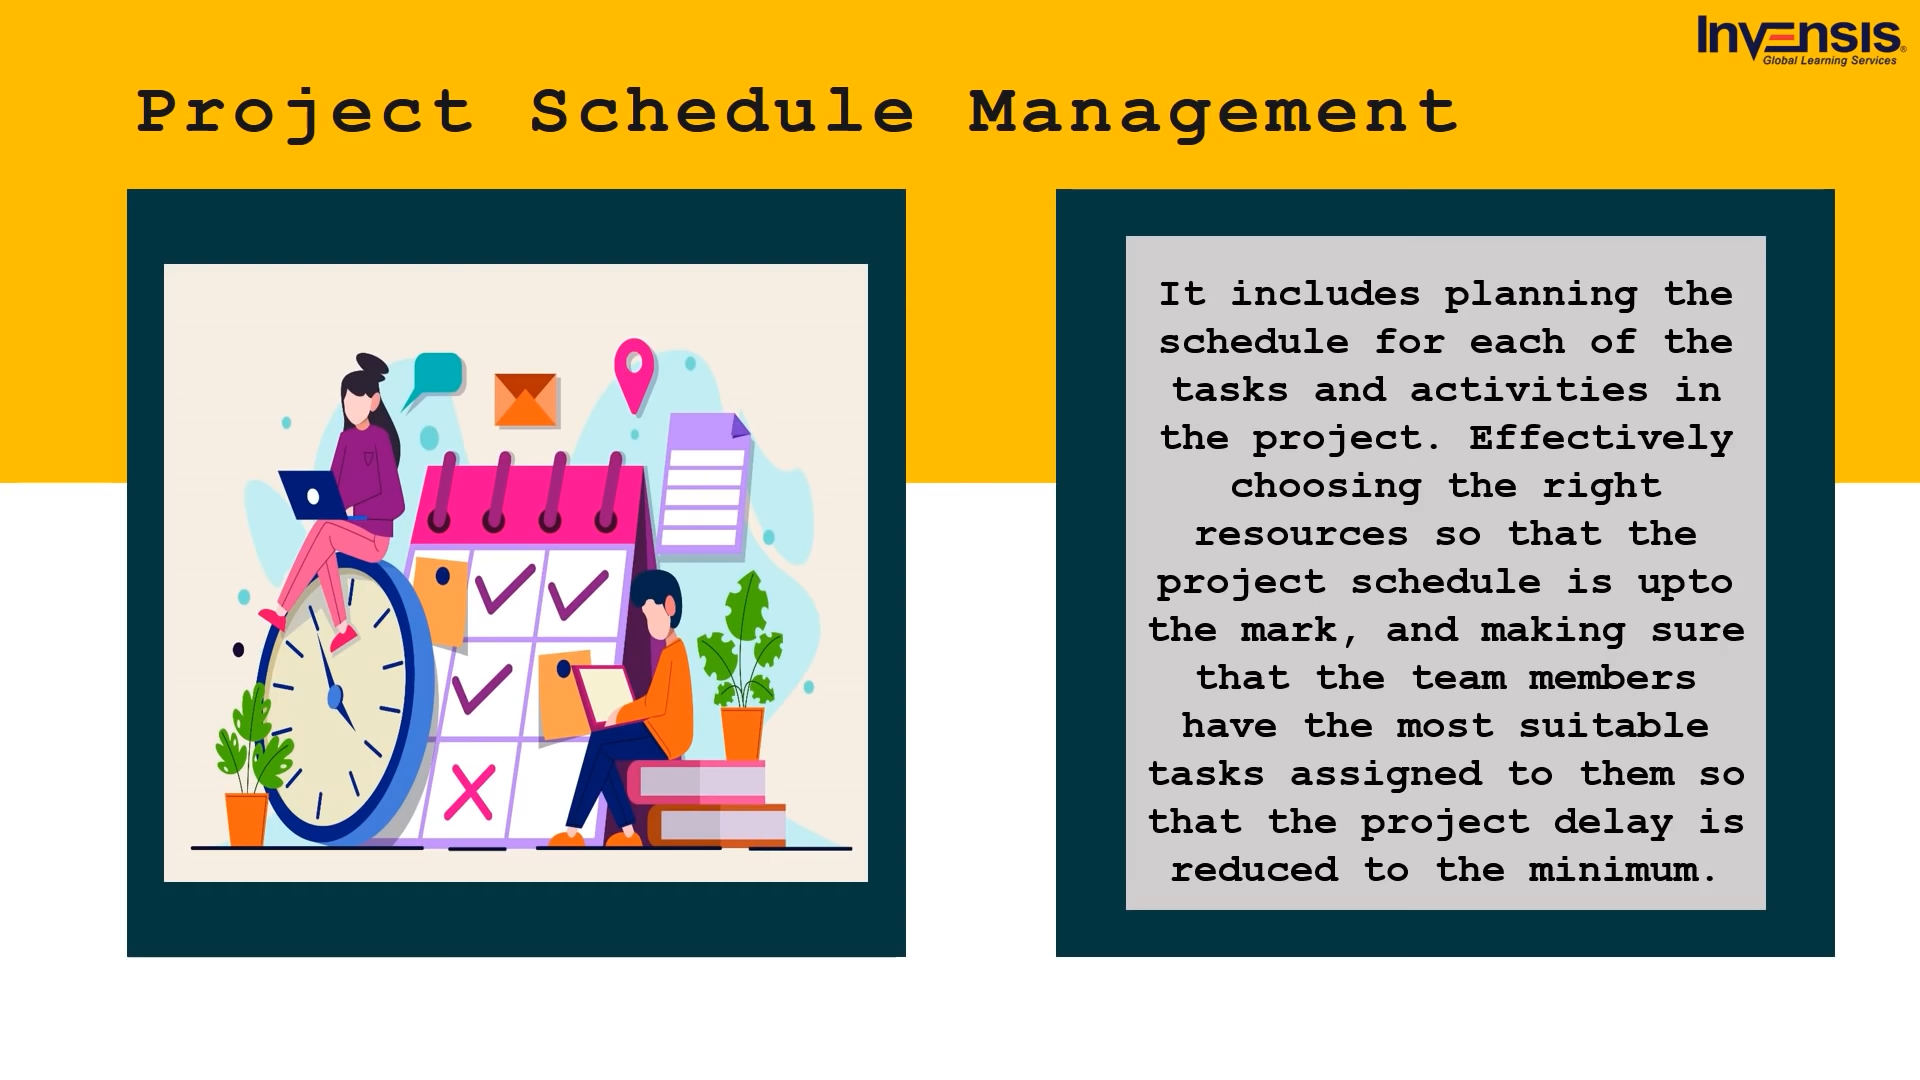 Invensis
Global Learning Services
Project Schedule Management
It includes planning the
schedule for each of the
tasks and activities in
the project. Effectively
choosing the right
resources so that the
project schedule is upto
the mark, and making sure
that the team members
have the most suitable
tasks assigned to them so
that the project delay is
reduced to the minimum.